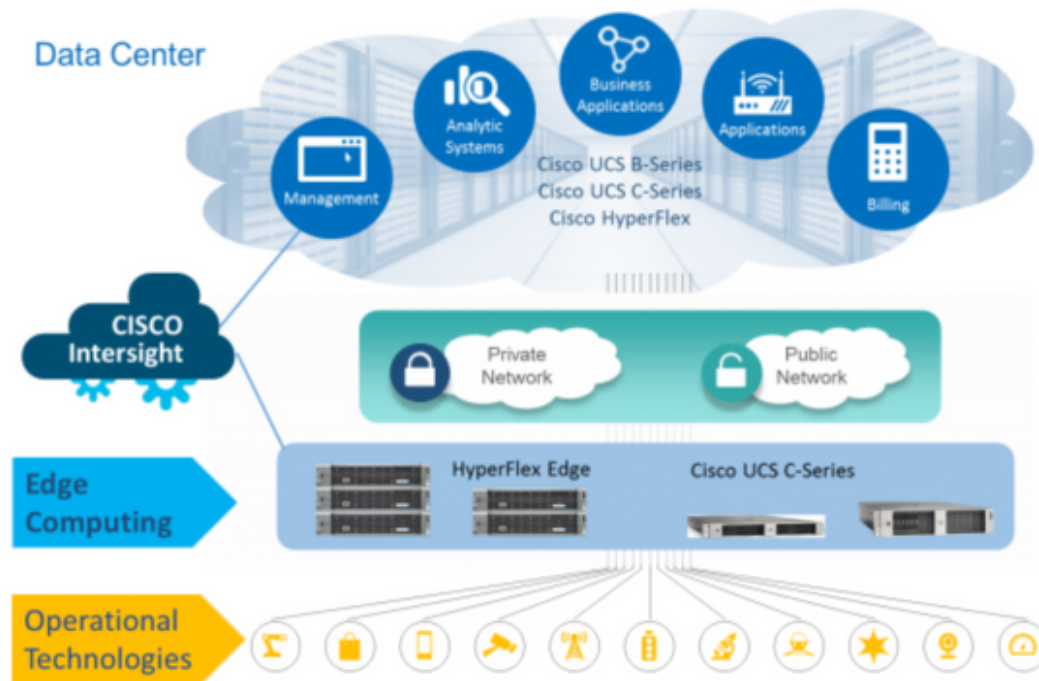 Data Center
Business
Applications
Analytic
Systems
Applications
Management
Billing
Cisco UCS B-Series
Cisco UCS C-Series
Cisco HyperFlex
CISCO
Intersight
Private
Network
Public
Network
Edge
Computing
HyperFlex Edge
Cisco UCS C-Series
Operational
Technologies